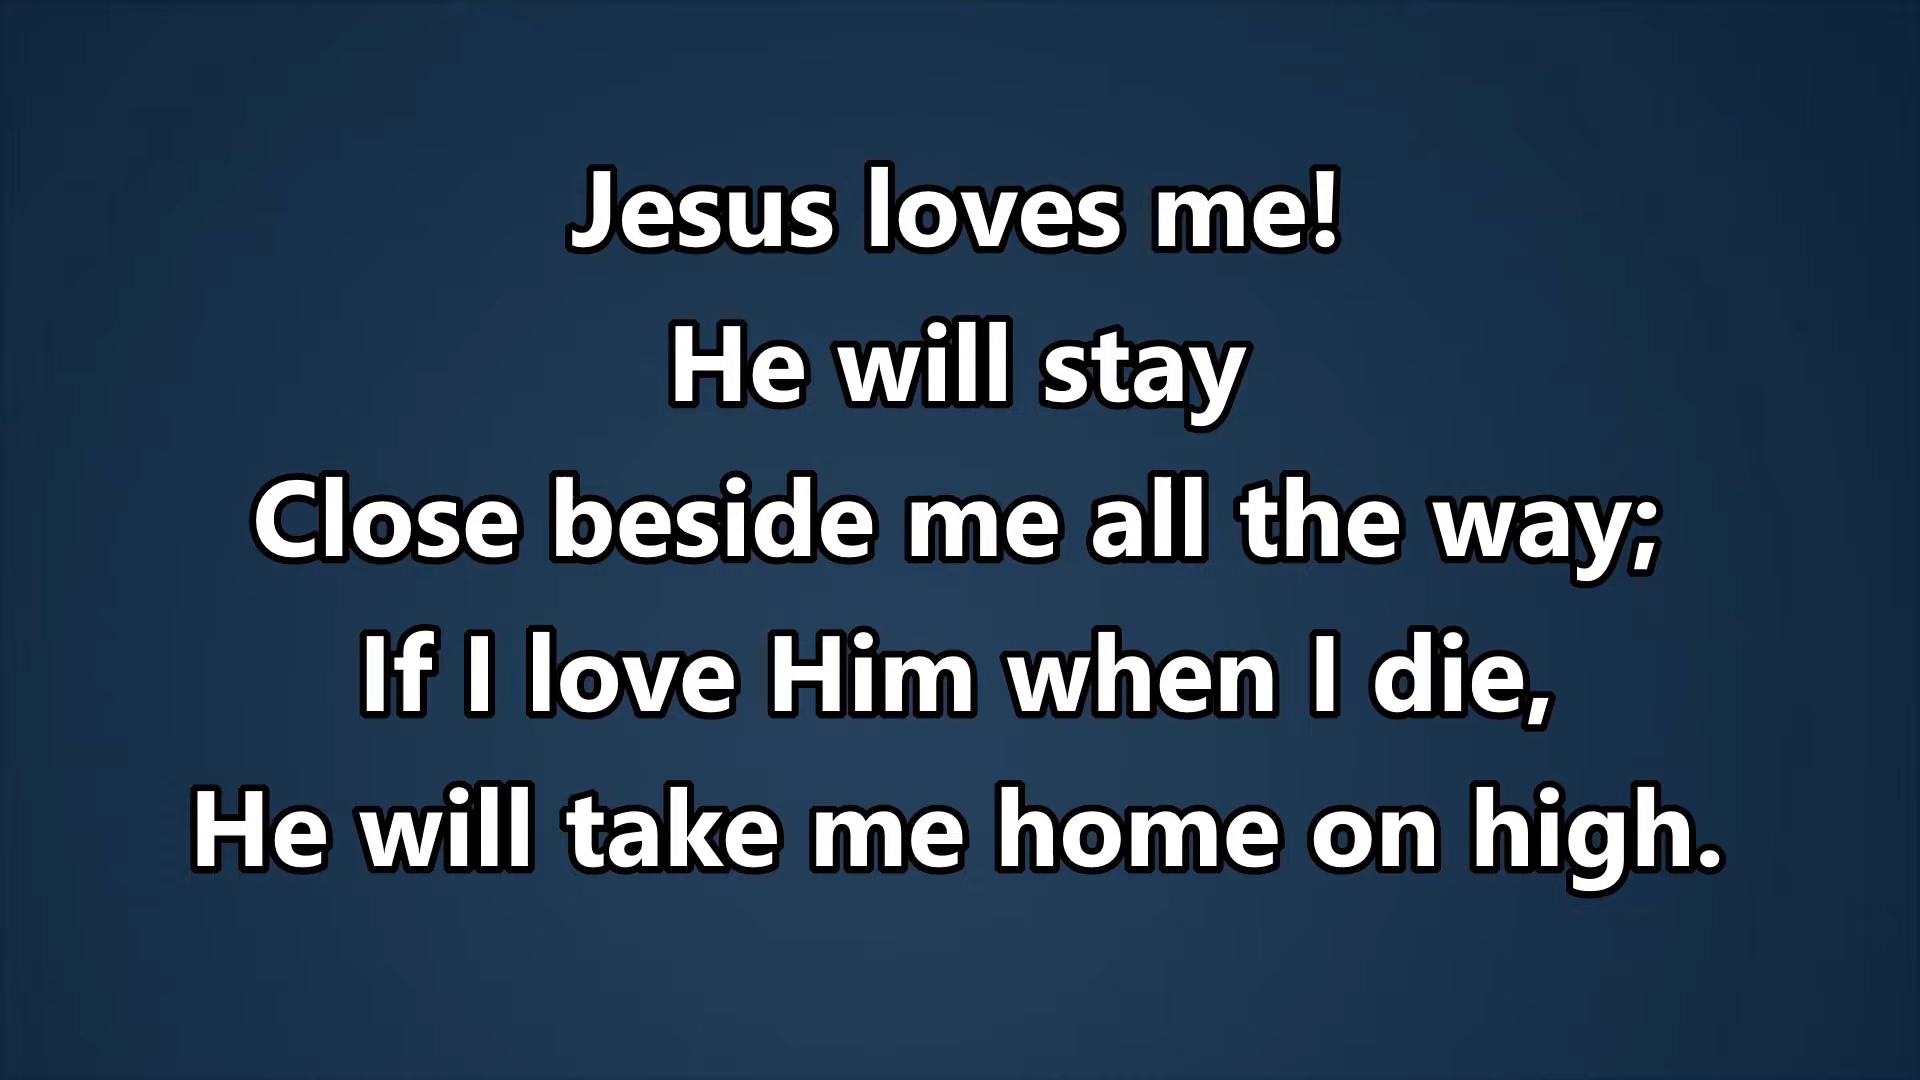 Jesus loves me!
He will stay
Close beside me all the way;
If I love Him when I die,
He will take me home on high.